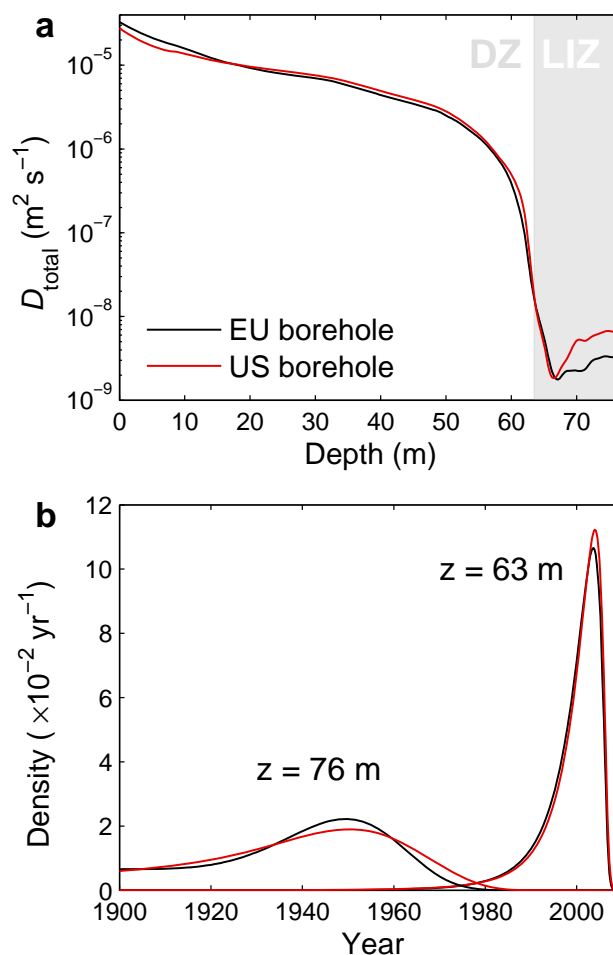 a
DZ LIZ
10⁻⁵
10⁻⁶
10⁻⁷
10⁻⁸
10⁻⁹
D_total (m² s⁻¹)
EU borehole
US borehole
0 10 20 30 40 50 60 70
Depth (m)
b
12
10
8
6
4
2
0
Density ( ×10⁻² yr⁻¹)
z = 63 m
z = 76 m
1900 1920 1940 1960 1980 2000
Year